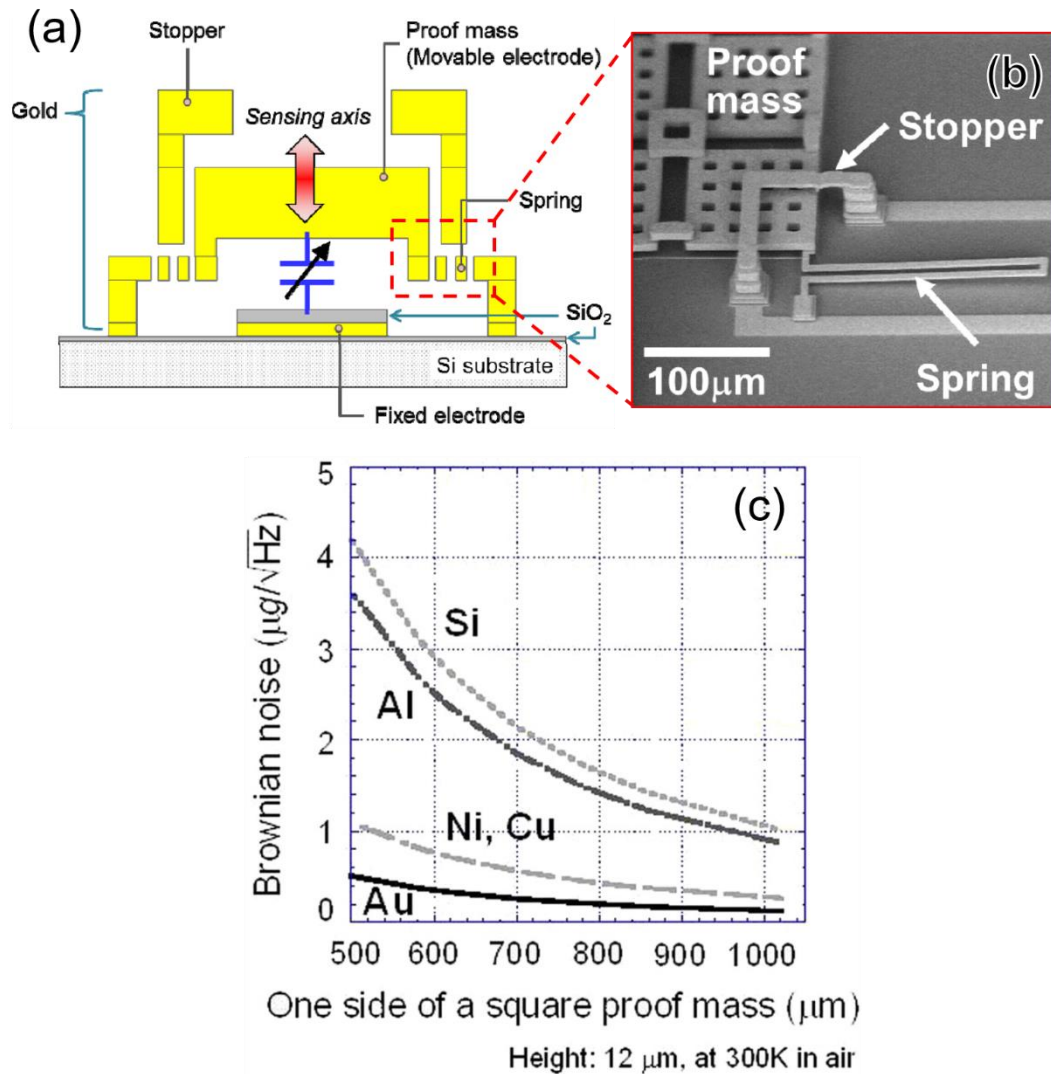 (a)
Stopper
Proof mass
(Movable electrode)
Gold
Sensing axis
Spring
SiO₂
Si substrate
Fixed electrode
(b)
Proof
mass
Stopper
100μm
Spring
(c)
Brownian noise (μg/√Hz)
5
4
3
2
1
0
Si
Al
Ni, Cu
Au
500 600 700 800 900 1000
One side of a square proof mass (μm)
Height: 12 μm, at 300K in air